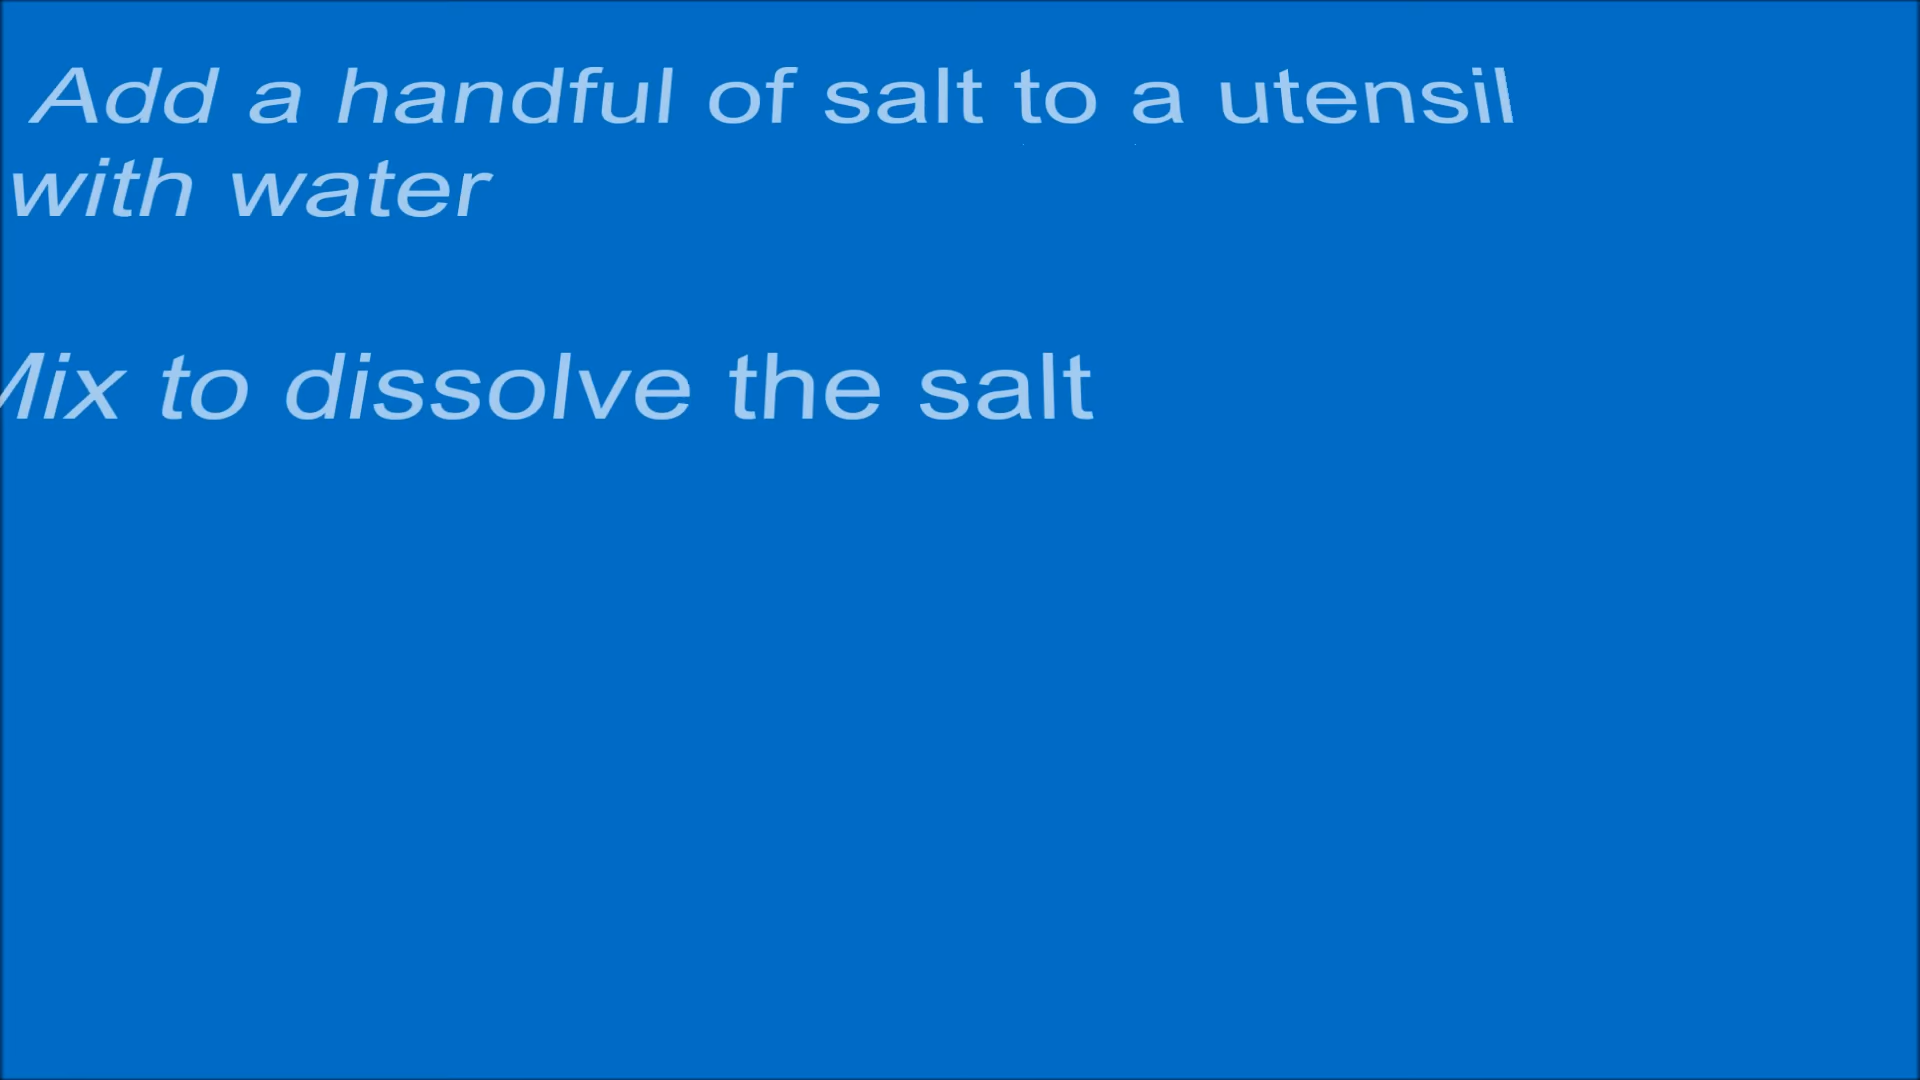 Add a handful of salt to a utensil
with water
Mix to dissolve the salt